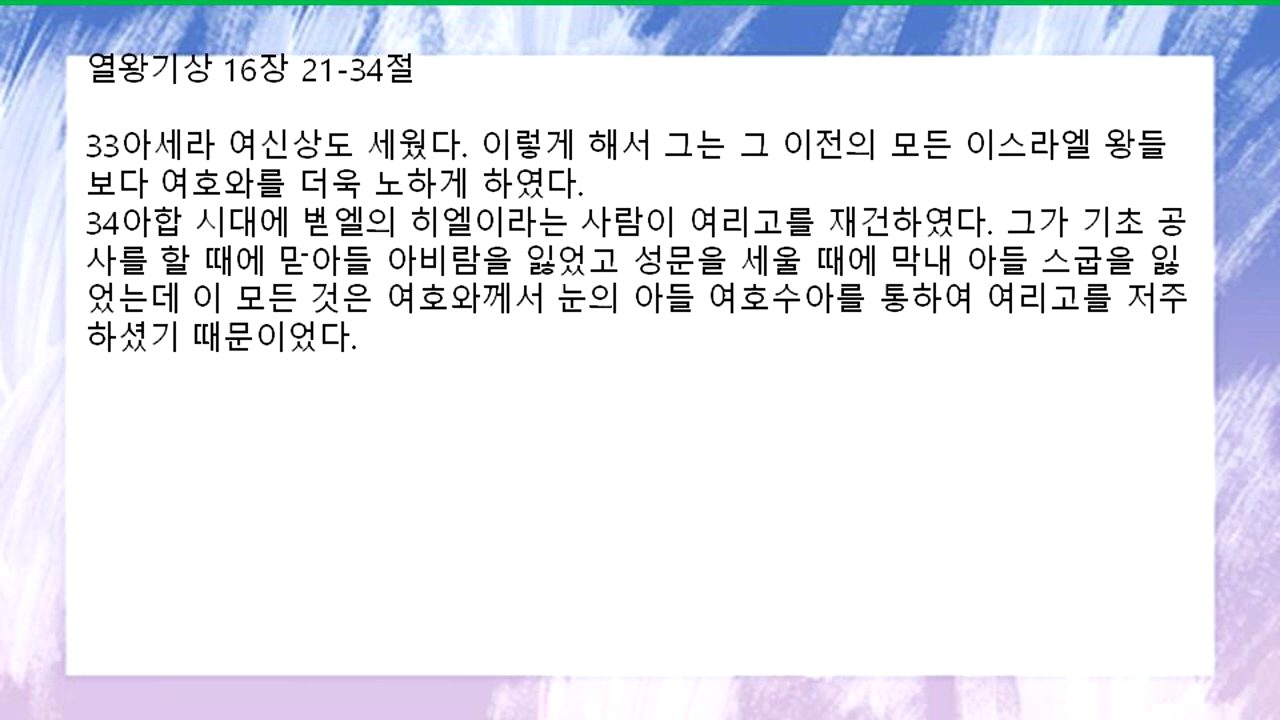 열왕기상 16장 21-34절
33아세라 여신상도 세웠다. 이렇게 해서 그는 그 이전의 모든 이스라엘 왕들
보다 여호와를 더욱 노하게 하였다.
34아합 시대에 벧엘의 히엘이라는 사람이 여리고를 재건하였다. 그가 기초 공
사를 할 때에 맏아들 아비람을 잃었고 성문을 세울 때에 막내 아들 스굽을 잃
었는데 이 모든 것은 여호와께서 눈의 아들 여호수아를 통하여 여리고를 저주
하셨기 때문이었다.